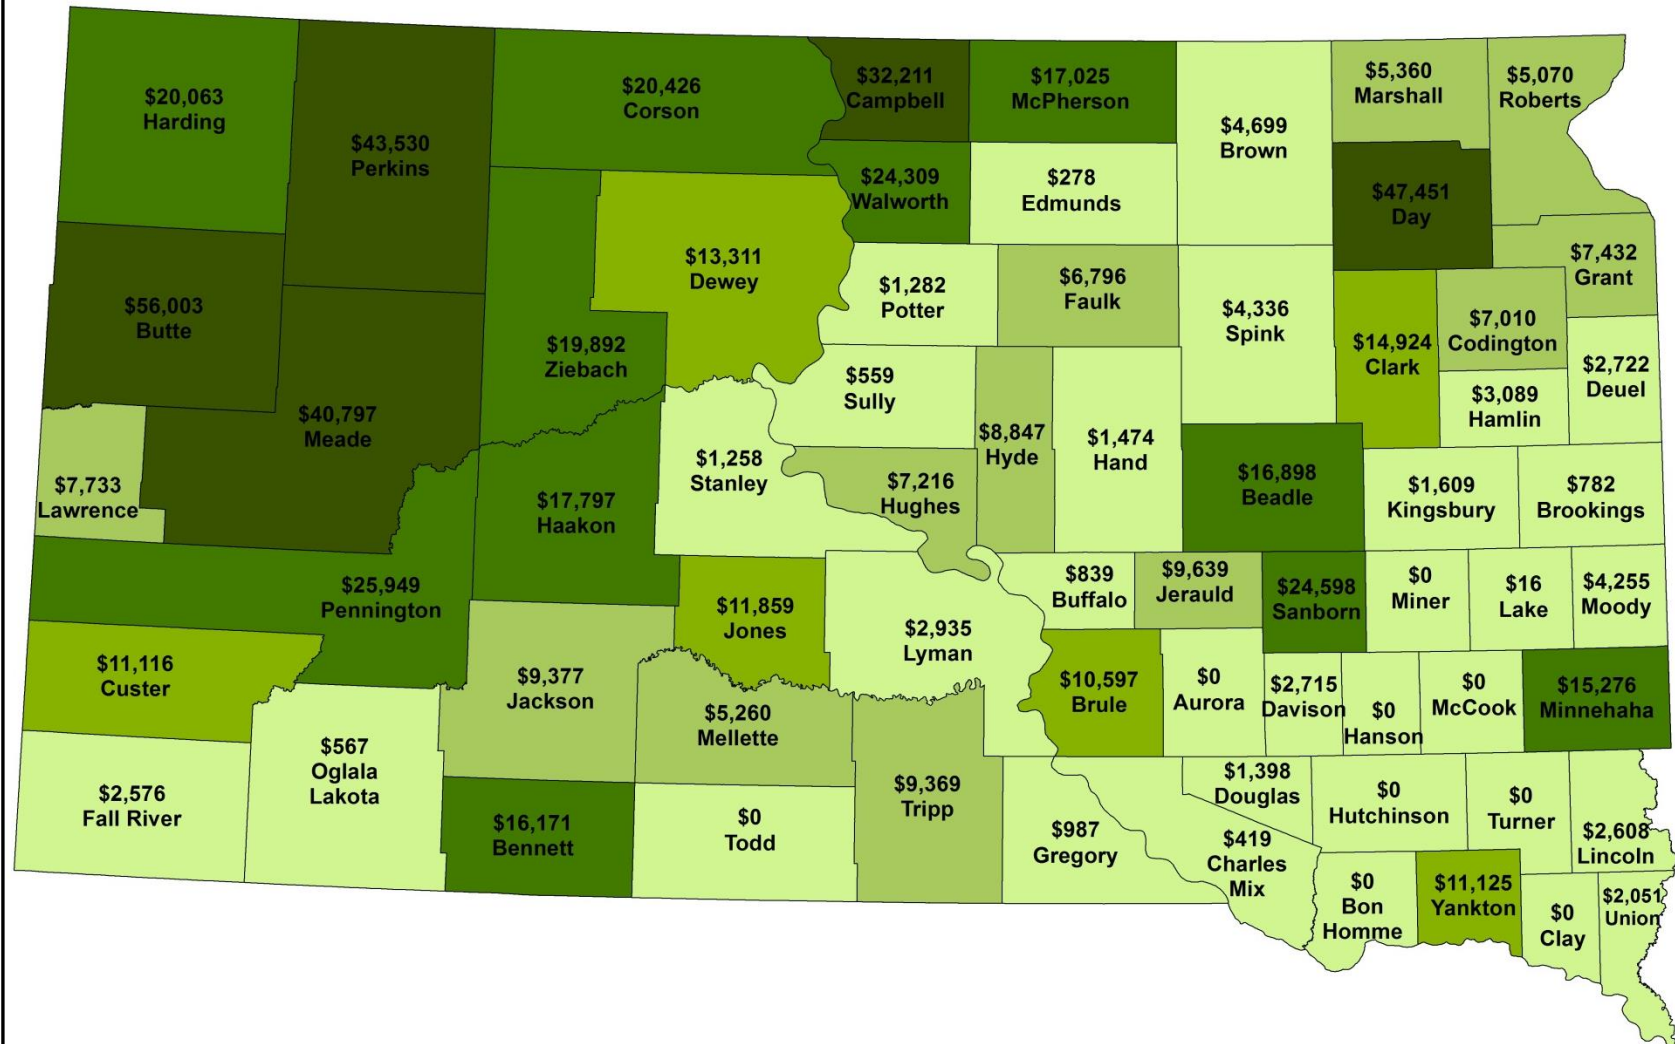 $20,063
Harding
$43,530
Perkins
$20,426
Corson
$32,211
Campbell
$17,025
McPherson
$4,699
Brown
$5,360
Marshall
$5,070
Roberts
$24,309
Walworth
$278
Edmunds
$47,451
Day
$13,311
Dewey
$7,432
Grant
$56,003
Butte
$19,892
Ziebach
$1,282
Potter
$6,796
Faulk
$4,336
Spink
$14,924
Clark
$7,010
Codington
$2,722
Deuel
$3,089
Hamlin
$40,797
Meade
$559
Sully
$8,847
Hyde
$1,474
Hand
$7,733
Lawrence
$17,797
Haakon
$1,258
Stanley
$7,216
Hughes
$16,898
Beadle
$1,609
Kingsbury
$782
Brookings
$25,949
Pennington
$839
Buffalo
$9,639
Jerauld
$24,598
Sanborn
$0
Miner
$16
Lake
$4,255
Moody
$11,116
Custer
$9,377
Jackson
$11,859
Jones
$2,935
Lyman
$10,597
Brule
$0
Aurora
$2,715
Davison
$0
Hanson
$0
McCook
$15,276
Minnehaha
$5,260
Mellette
$2,576
Fall River
$567
Oglala
Lakota
$16,171
Bennett
$0
Todd
$9,369
Tripp
$987
Gregory
$1,398
Douglas
$419
Charles
Mix
$0
Hutchinson
$0
Turner
$2,608
Lincoln
$0
Bon
Homme
$11,125
Yankton
$0
Clay
$2,051
Union